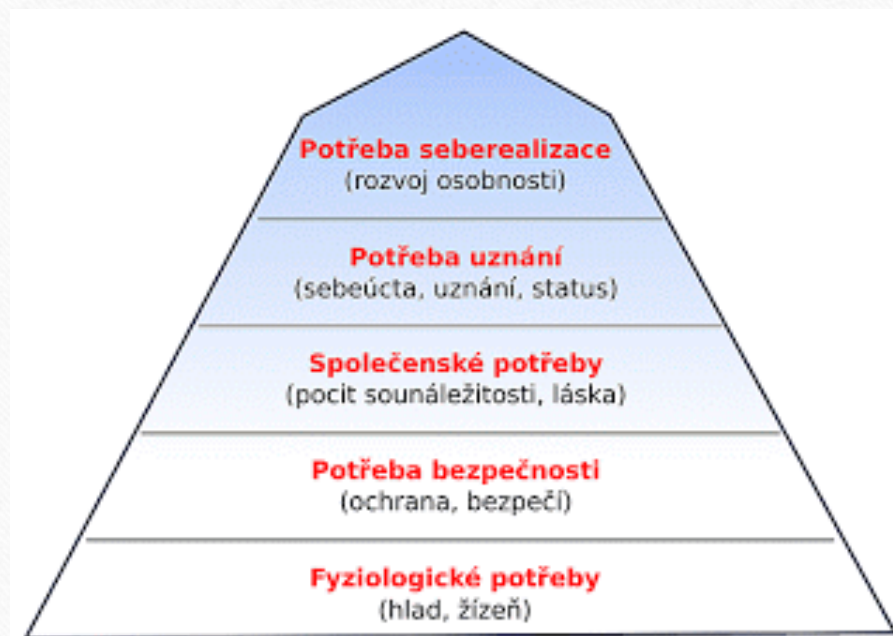 Potřeba seberealizace
(rozvoj osobnosti)
Potřeba uznání
(sebeúcta, uznání, status)
Společenské potřeby
(pocit sounáležitosti, láska)
Potřeba bezpečnosti
(ochrana, bezpečí)
Fyziologické potřeby
(hlad, žízeň)